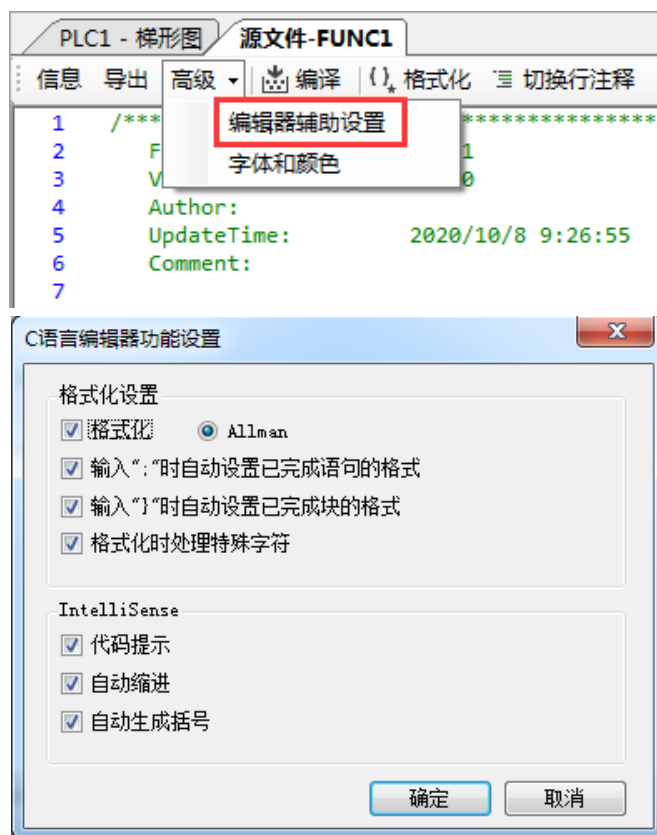 PLC1 - 梯形图 源文件-FUNC1
信息 导出 高级 编译 格式化 切换行注释
编辑器辅助设置
字体和颜色
1 /*** ****************
2 F 1
3 V 0
4 Author:
5 UpdateTime: 2020/10/8 9:26:55
6 Comment:
7
C语言编辑器功能设置
格式化设置
格式化 Allman
输入“;”时自动设置已完成语句的格式
输入“}”时自动设置已完成块的格式
格式化时处理特殊字符
IntelliSense
代码提示
自动缩进
自动生成括号
确定 取消